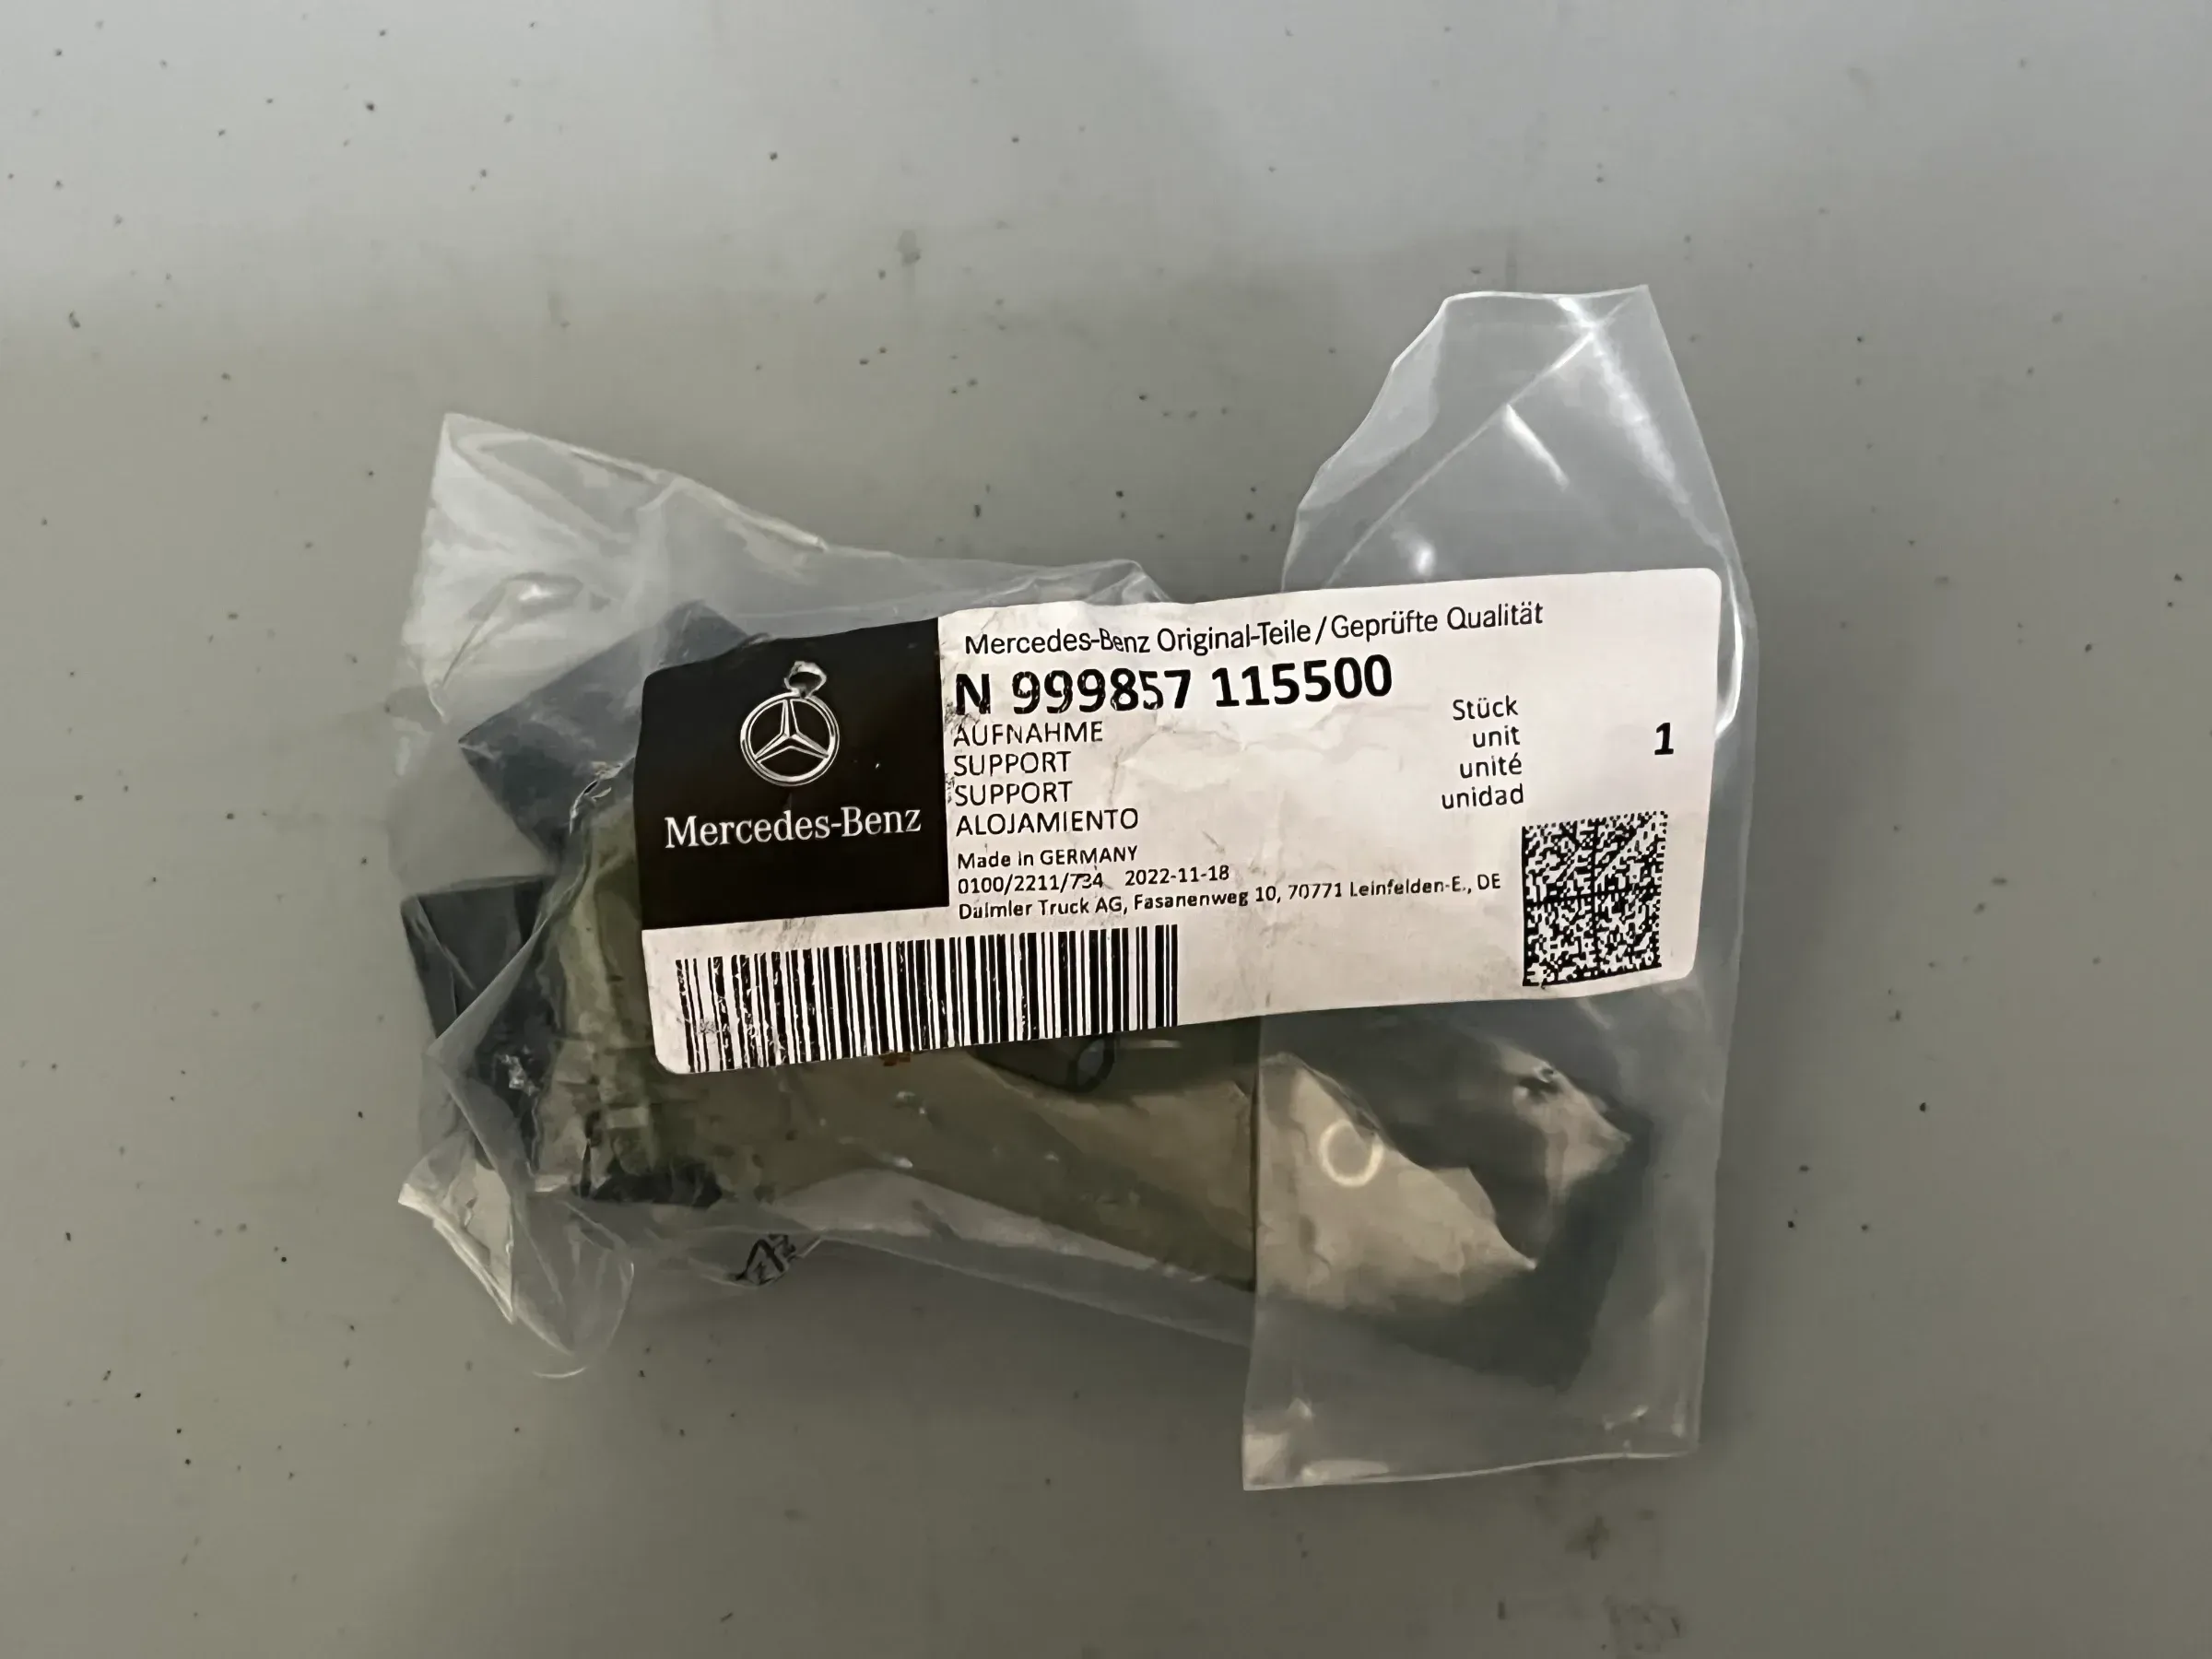 Mercedes-Benz
Mercedes-Benz Original-Teile/Geprüfte Qualität
N 999857 115500
AUFNAHME
SUPPORT
SUPPORT
ALOJAMIENTO
Stück
unit
unité
unidad
1
Made in GERMANY
0100/2211/734 2022-11-18
Daimler Truck AG, Fasanenweg 10, 70771 Leinfelden-E., DE